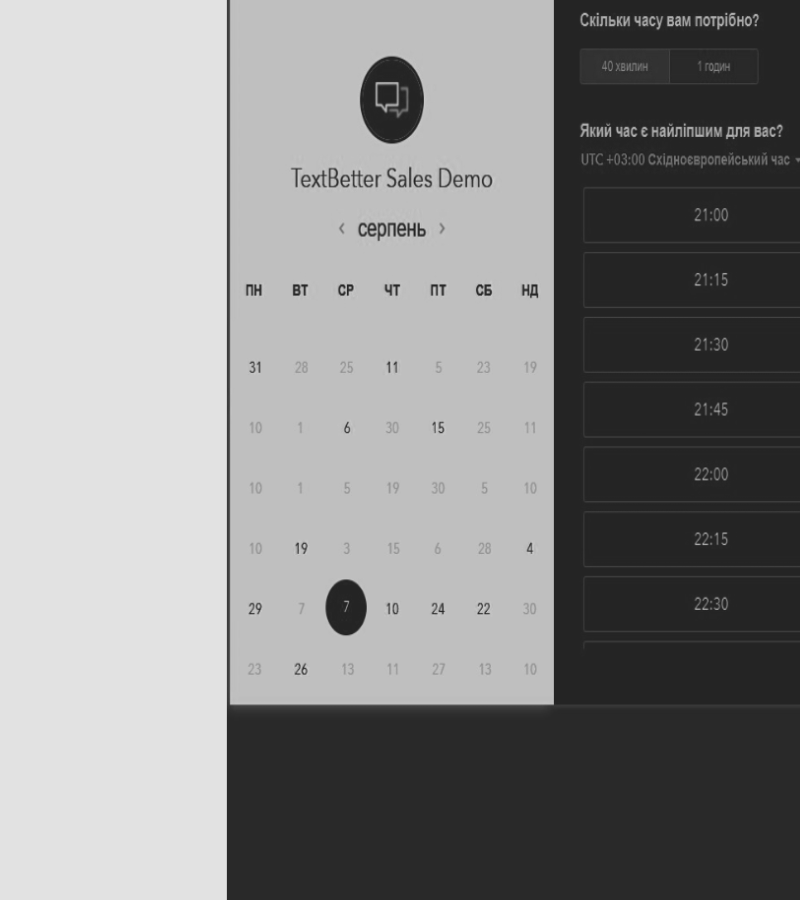 TextBetter Sales Demo
‹ серпень ›
ПН ВТ СР ЧТ ПТ СБ НД
31 28 25 11 5 23 19
10 1 6 30 15 25 11
10 1 5 19 30 5 10
10 19 3 15 6 28 4
29 7 7 10 24 22 30
23 26 13 11 27 13 10
Скільки часу вам потрібно?
40 хвилин 1 годин
Який час є найліпшим для вас?
UTC +03:00 Східноєвропейський час
21:00
21:15
21:30
21:45
22:00
22:15
22:30